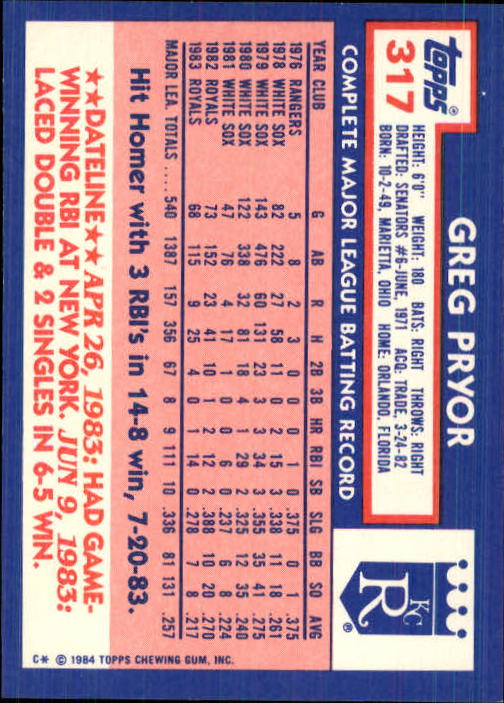 Topps®
317
GREG PRYOR
HEIGHT: 6'0" WEIGHT: 180 BATS: RIGHT THROWS: RIGHT
DRAFTED: SENATORS #6-JUNE, 1971 ACQ: TRADE, 3-24-82
BORN: 10-2-49, MARIETTA, OHIO HOME: ORLANDO, FLORIDA
KC
R®
COMPLETE MAJOR LEAGUE BATTING RECORD
YEAR CLUB G AB R H 2B 3B HR RBI SB SLG BB SO AVG
1976 RANGERS 5 8 2 3 0 0 0 1 0 .375 0 1 .375
1978 WHITE SOX 82 222 27 58 11 0 2 15 3 .338 11 18 .261
1979 WHITE SOX 143 476 60 131 23 3 3 34 3 .355 35 41 .275
1980 WHITE SOX 122 338 32 81 18 4 1 29 2 .325 12 35 .240
1981 WHITE SOX 47 76 4 17 1 0 0 6 0 .237 6 8 .224
1982 ROYALS 73 152 23 41 10 1 2 12 2 .388 10 20 .270
1983 ROYALS 68 115 9 25 4 0 1 14 0 .278 7 8 .217
MAJOR LEA. TOTALS 540 1387 157 356 67 8 9 111 10 .338 81 131 .257
Hit Homer with 3 RBI's in 14-8 win, 7-20-83.
★★DATELINE★★ APR 26, 1983: HAD GAME-
WINNING RBI AT NEW YORK. JUN 9, 1983:
LACED DOUBLE & 2 SINGLES IN 6-5 WIN.
C* © 1984 TOPPS CHEWING GUM, INC.